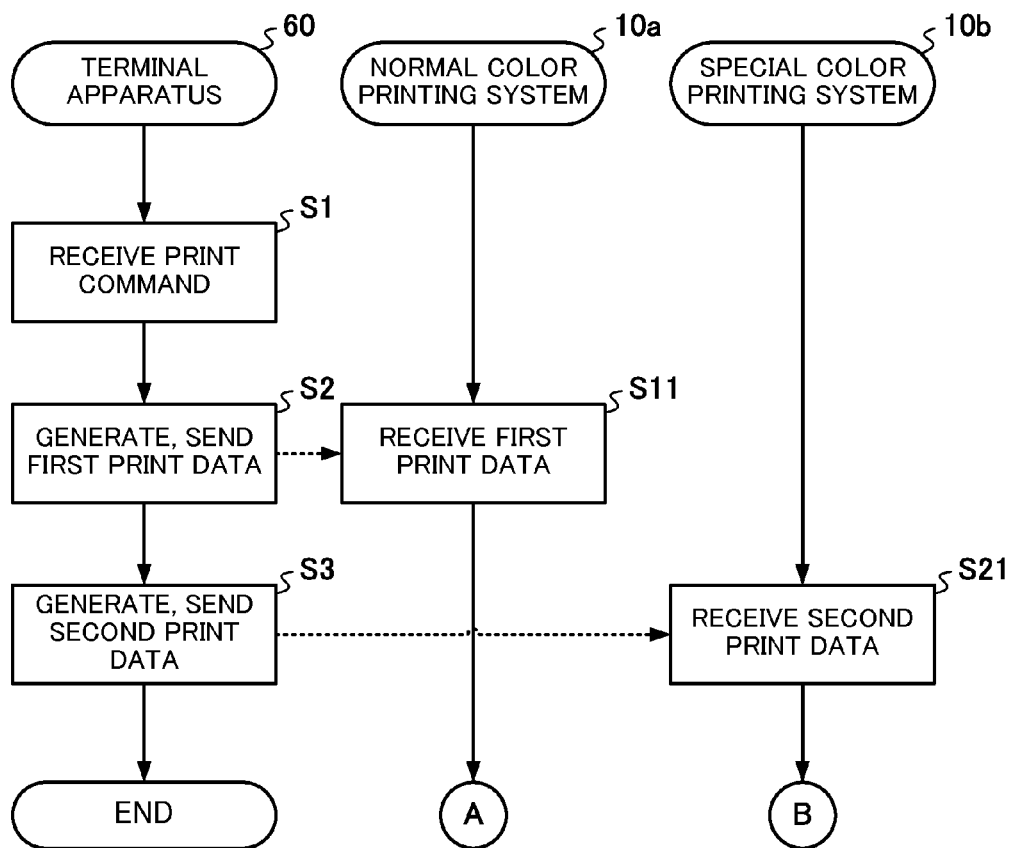 60
TERMINAL
APPARATUS
10a
NORMAL COLOR
PRINTING SYSTEM
10b
SPECIAL COLOR
PRINTING SYSTEM
S1
RECEIVE PRINT
COMMAND
S2
GENERATE, SEND
FIRST PRINT DATA
S11
RECEIVE FIRST
PRINT DATA
S3
GENERATE, SEND
SECOND PRINT
DATA
S21
RECEIVE SECOND
PRINT DATA
END
A
B